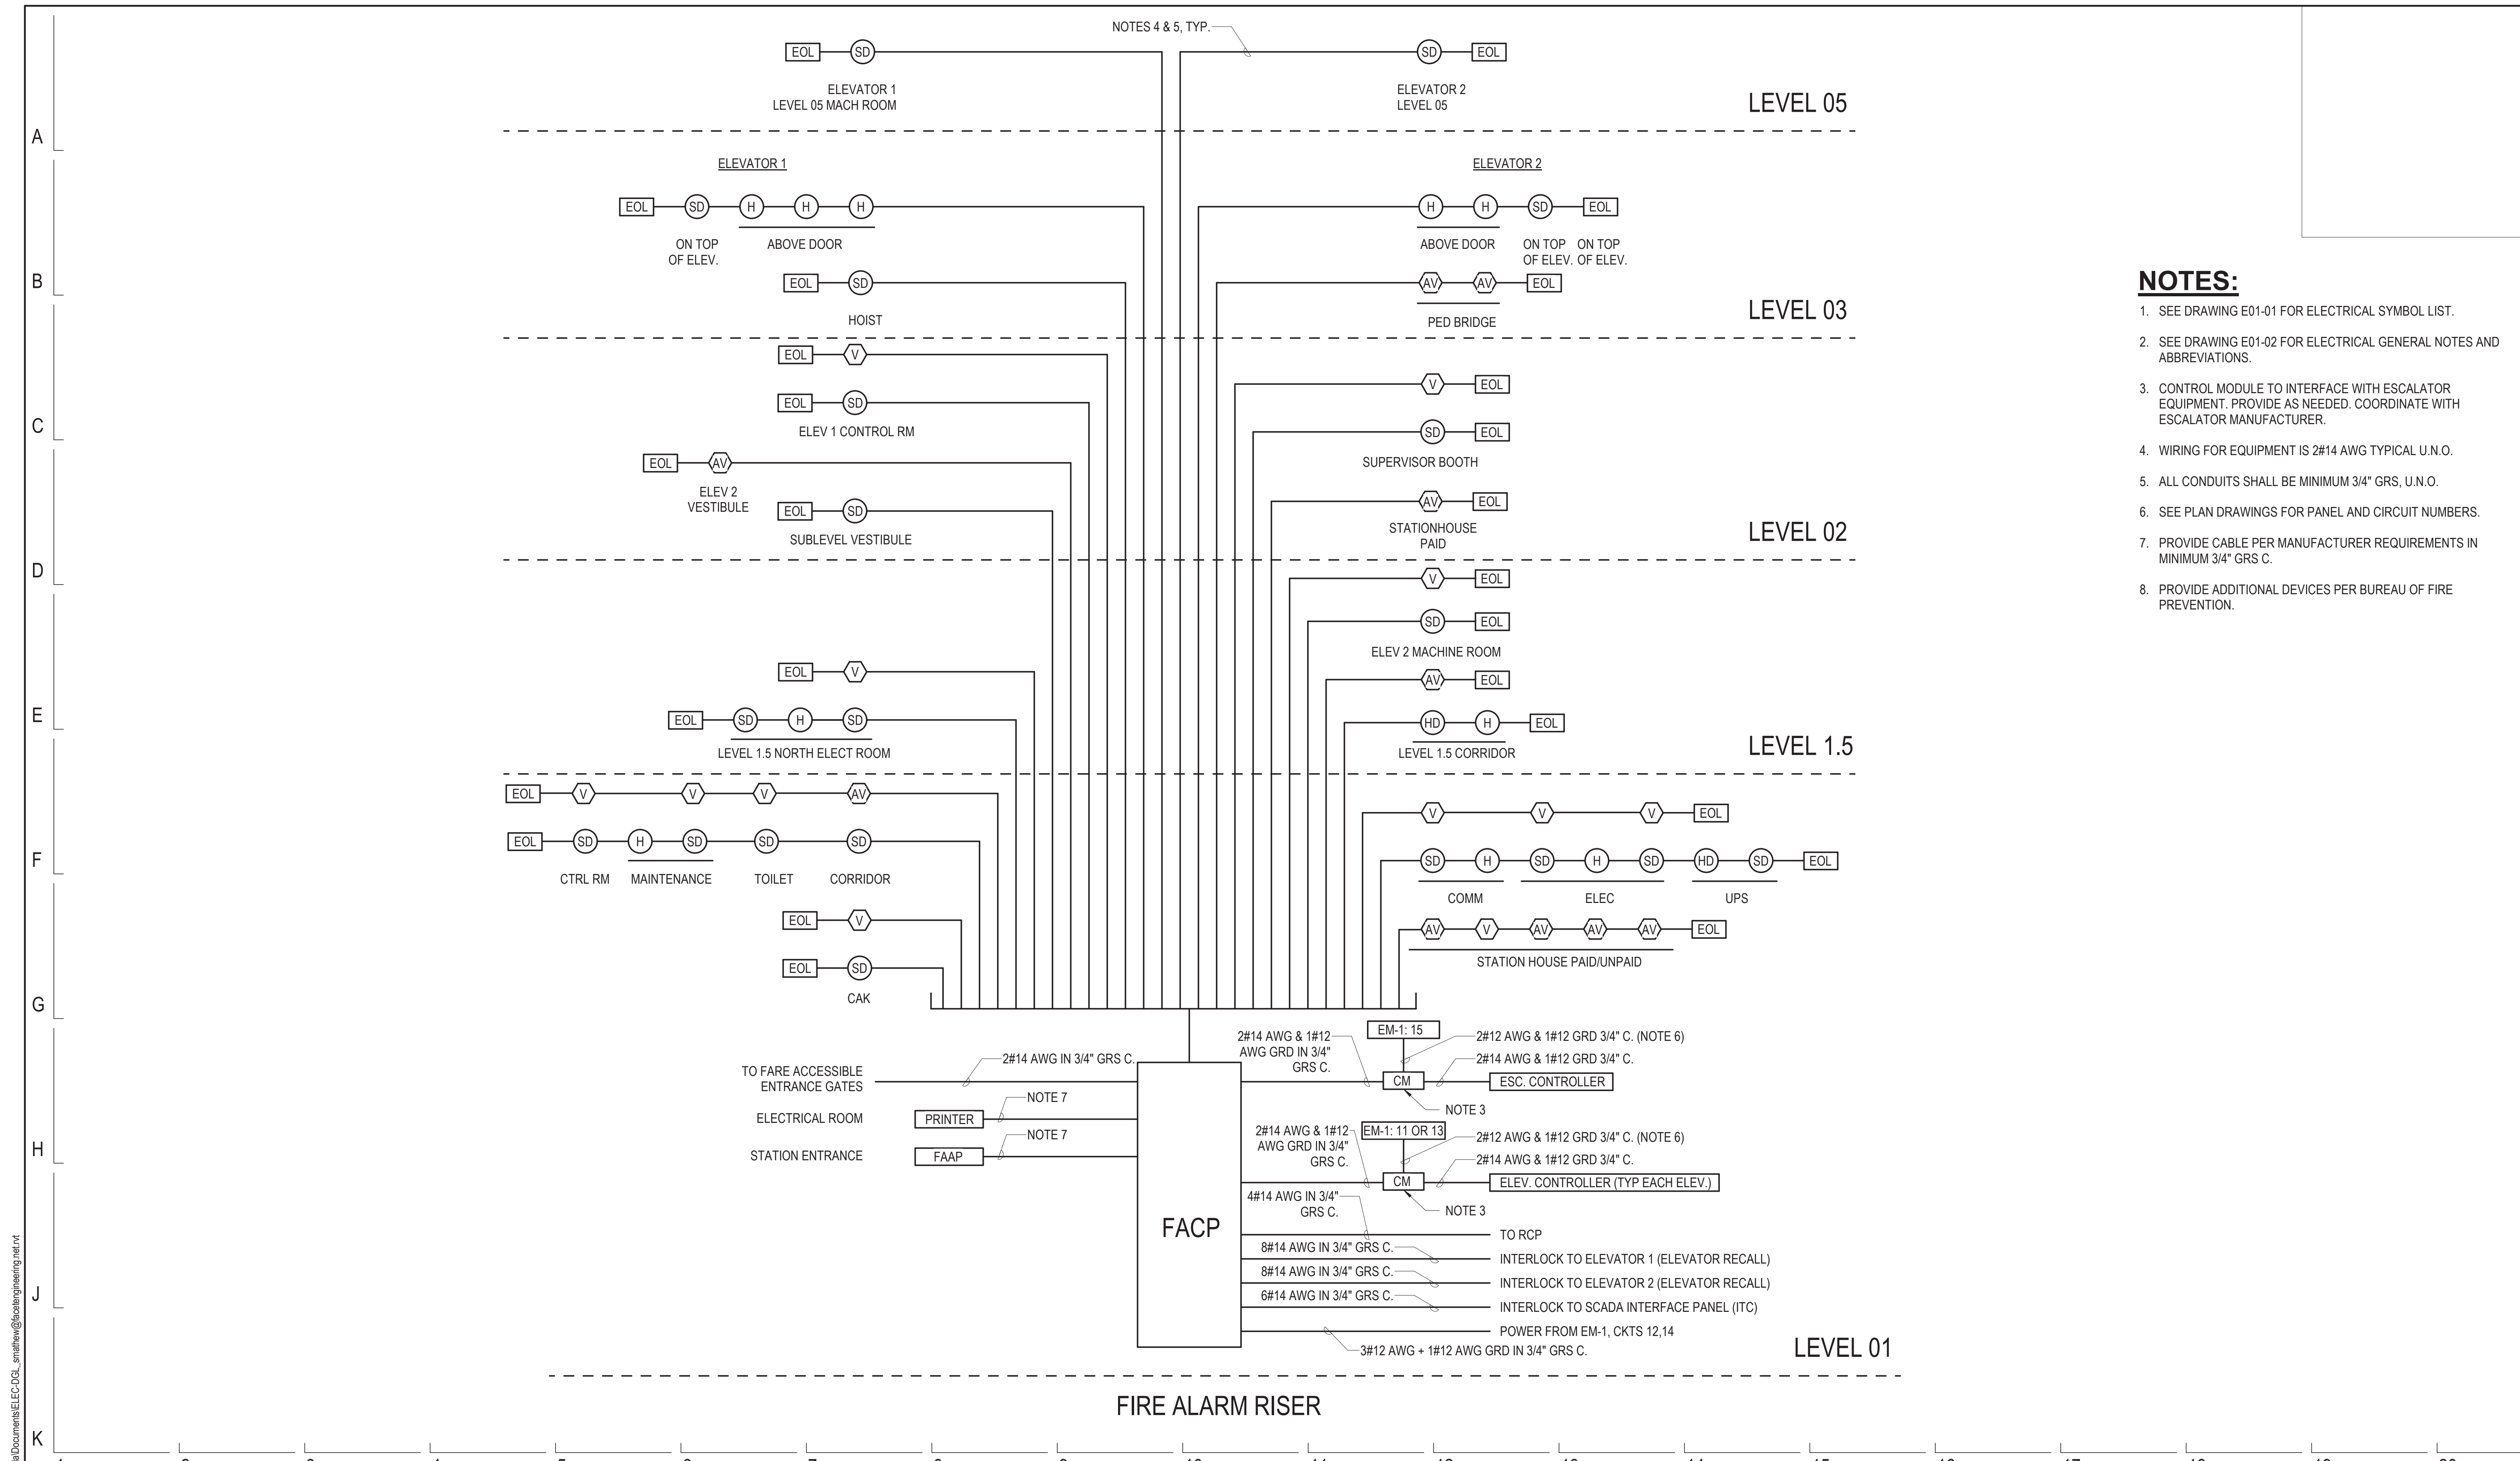 NOTES 4 & 5, TYP.
EOL SD SD EOL
ELEVATOR 1
LEVEL 05 MACH ROOM
ELEVATOR 2
LEVEL 05
LEVEL 05
A
ELEVATOR 1
ELEVATOR 2
EOL SD H H H
H H SD EOL
ON TOP
OF ELEV.
ABOVE DOOR
ABOVE DOOR
ON TOP
OF ELEV.
ON TOP
OF ELEV.
B
EOL SD
HOIST
AV AV EOL
PED BRIDGE
LEVEL 03
EOL V
EOL SD
ELEV 1 CONTROL RM
C
EOL AV
ELEV 2
VESTIBULE
EOL SD
SUBLEVEL VESTIBULE
V EOL
SD EOL
SUPERVISOR BOOTH
AV EOL
STATIONHOUSE
PAID
LEVEL 02
D
V EOL
SD EOL
ELEV 2 MACHINE ROOM
EOL V
AV EOL
E
EOL SD H SD
LEVEL 1.5 NORTH ELECT ROOM
HD H EOL
LEVEL 1.5 CORRIDOR
LEVEL 1.5
EOL V V V AV
EOL SD H SD SD SD
CTRL RM MAINTENANCE TOILET CORRIDOR
F
V V V EOL
SD H SD H SD HD SD EOL
COMM ELEC UPS
EOL V
AV V AV AV AV EOL
STATION HOUSE PAID/UNPAID
EOL SD
CAK
G
TO FARE ACCESSIBLE
ENTRANCE GATES
2#14 AWG IN 3/4" GRS C.
ELECTRICAL ROOM
PRINTER
NOTE 7
STATION ENTRANCE
FAAP
NOTE 7
H
FACP
2#14 AWG & 1#12
AWG GRD IN 3/4"
GRS C.
EM-1: 15
2#12 AWG & 1#12 GRD 3/4" C. (NOTE 6)
2#14 AWG & 1#12 GRD 3/4" C.
CM
ESC. CONTROLLER
NOTE 3
2#14 AWG & 1#12
AWG GRD IN 3/4"
GRS C.
EM-1: 11 OR 13
2#12 AWG & 1#12 GRD 3/4" C. (NOTE 6)
2#14 AWG & 1#12 GRD 3/4" C.
CM
ELEV. CONTROLLER (TYP EACH ELEV.)
NOTE 3
4#14 AWG IN 3/4"
GRS C.
TO RCP
8#14 AWG IN 3/4" GRS C.
INTERLOCK TO ELEVATOR 1 (ELEVATOR RECALL)
8#14 AWG IN 3/4" GRS C.
INTERLOCK TO ELEVATOR 2 (ELEVATOR RECALL)
6#14 AWG IN 3/4" GRS C.
INTERLOCK TO SCADA INTERFACE PANEL (ITC)
POWER FROM EM-1, CKTS 12,14
3#12 AWG + 1#12 AWG GRD IN 3/4" GRS C.
J
LEVEL 01
FIRE ALARM RISER
K
NOTES:
1. SEE DRAWING E01-01 FOR ELECTRICAL SYMBOL LIST.
2. SEE DRAWING E01-02 FOR ELECTRICAL GENERAL NOTES AND
ABBREVIATIONS.
3. CONTROL MODULE TO INTERFACE WITH ESCALATOR
EQUIPMENT. PROVIDE AS NEEDED. COORDINATE WITH
ESCALATOR MANUFACTURER.
4. WIRING FOR EQUIPMENT IS 2#14 AWG TYPICAL U.N.O.
5. ALL CONDUITS SHALL BE MINIMUM 3/4" GRS, U.N.O.
6. SEE PLAN DRAWINGS FOR PANEL AND CIRCUIT NUMBERS.
7. PROVIDE CABLE PER MANUFACTURER REQUIREMENTS IN
MINIMUM 3/4" GRS C.
8. PROVIDE ADDITIONAL DEVICES PER BUREAU OF FIRE
PREVENTION.
\Documents\ELEC-DGL_smathew@facetengineering.net.rvt